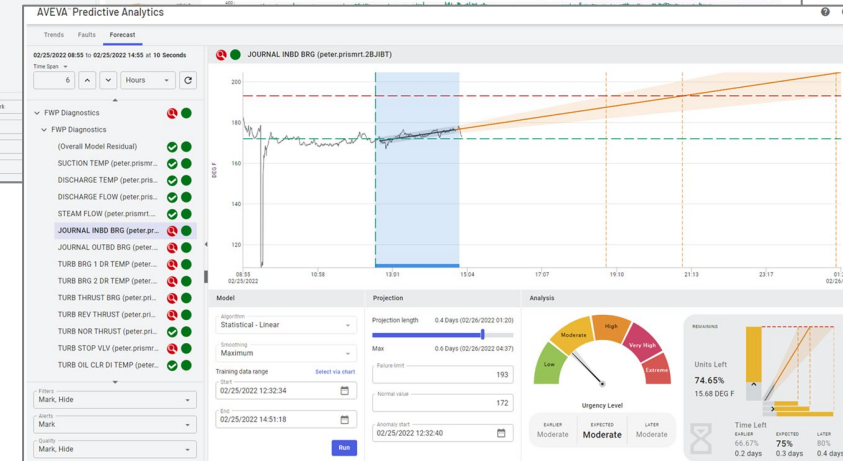 AVEVA™ Predictive Analytics
Trends Faults Forecast
02/25/2022 08:55 to 02/25/2022 14:55 at 10 Seconds
Time Span
6 Hours
FWP Diagnostics
FWP Diagnostics
(Overall Model Residual)
SUCTION TEMP (peter.prismr...
DISCHARGE TEMP (peter.pris...
DISCHARGE FLOW (peter.pris...
STEAM FLOW (peter.prismrt....
JOURNAL INBD BRG (peter.pr...
JOURNAL OUTBD BRG (peter....
TURB BRG 1 DR TEMP (peter....
TURB BRG 2 DR TEMP (peter....
TURB THRUST BRG (peter.pri...
TURB REV THRUST (peter.pri...
TURB NOR THRUST (peter.pri...
TURB STOP VLV (peter.prismr...
TURB OIL CLR DI TEMP (peter...
Filters
Mark, Hide
Alerts
Mark
Quality
Mark, Hide
JOURNAL INBD BRG (peter.prismrt.2BJIBT)
200
180
160
140
120
DEG F
08:55 10:58 13:01 15:04 17:07 19:10 21:13 23:17
02/25/2022
Model
Algorithm
Statistical - Linear
Smoothing
Maximum
Training data range Select via chart
Start
02/25/2022 12:32:34
End
02/25/2022 14:51:18
Run
Projection
Projection length 0.4 Days (02/26/2022 01:20)
Max 0.6 Days (02/26/2022 04:37)
Failure limit
193
Normal value
172
Anomaly start
02/25/2022 12:32:40
Analysis
Low Moderate High Very High Extreme
Urgency Level
EARLIER EXPECTED LATER
Moderate Moderate Moderate
REMAINING
Units Left
74.65%
15.68 DEG F
Time Left
EARLIER EXPECTED LATER
66.67% 75% 80%
0.2 days 0.3 days 0.4 days